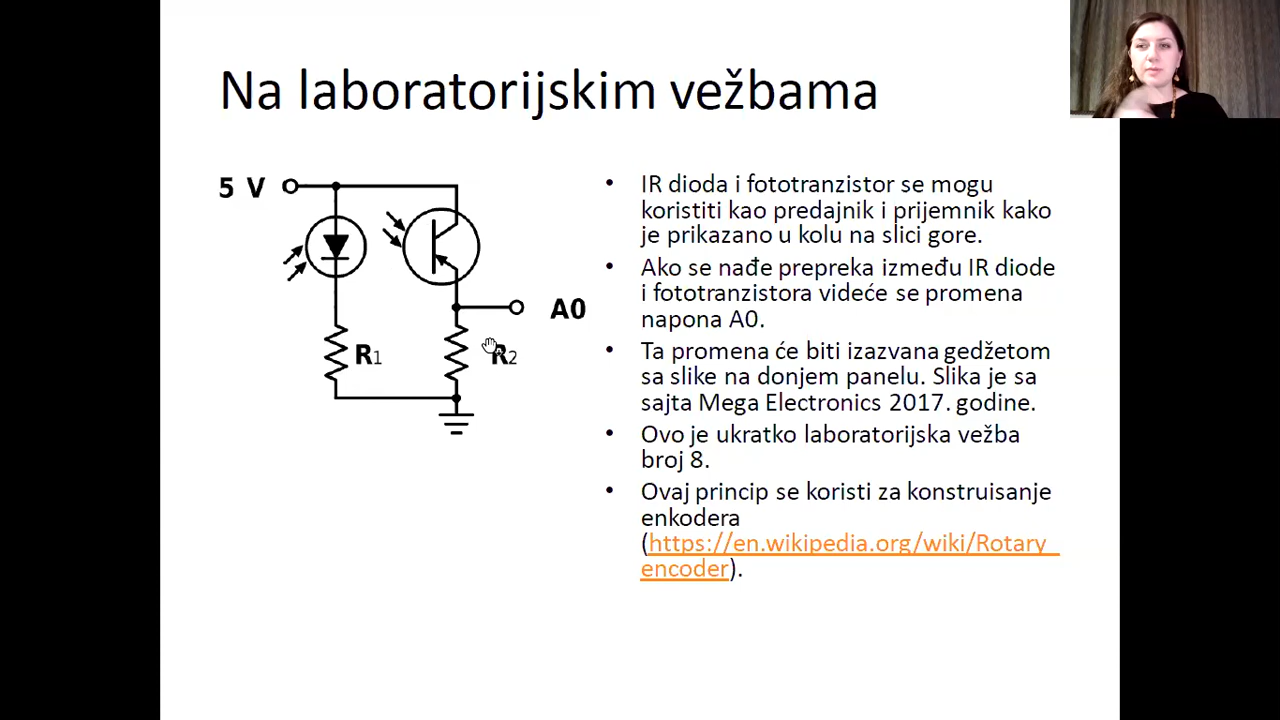 Na laboratorijskim vežbama
5 V
A0
R1
R2
• IR dioda i fototranzistor se mogu
koristiti kao predajnik i prijemnik kako
je prikazano u kolu na slici gore.
• Ako se nađe prepreka između IR diode
i fototranzistora videće se promena
napona A0.
• Ta promena će biti izazvana gedžetom
sa slike na donjem panelu. Slika je sa
sajta Mega Electronics 2017. godine.
• Ovo je ukratko laboratorijska vežba
broj 8.
• Ovaj princip se koristi za konstruisanje
enkodera
(https://en.wikipedia.org/wiki/Rotary_
encoder).